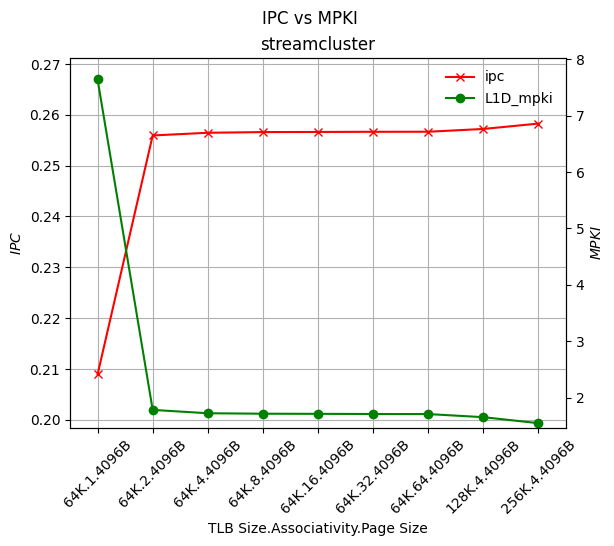 IPC vs MPKI
streamcluster
0.27
0.26
0.25
0.24
0.23
0.22
0.21
0.20
IPC
8
7
6
5
4
3
2
MPKI
ipc
L1D_mpki
64K.1.4096B
64K.2.4096B
64K.4.4096B
64K.8.4096B
64K.16.4096B
64K.32.4096B
64K.64.4096B
128K.4.4096B
256K.4.4096B
TLB Size.Associativity.Page Size